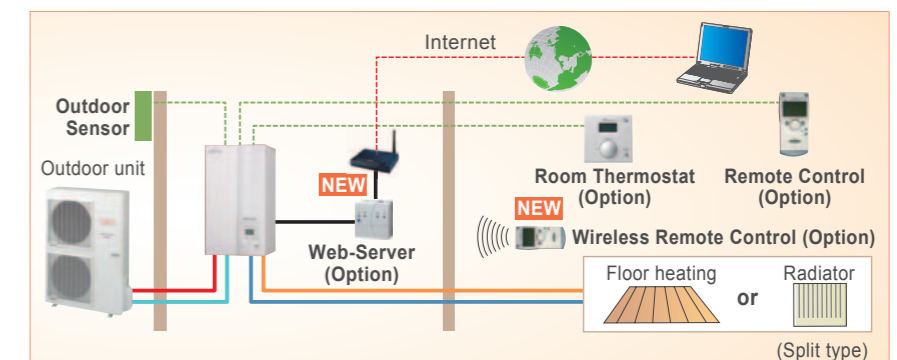 Internet
Outdoor
Sensor
Outdoor unit
NEW
Web-Server
(Option)
Room Thermostat
(Option)
Remote Control
(Option)
NEW
Wireless Remote Control (Option)
Floor heating
or
Radiator
(Split type)